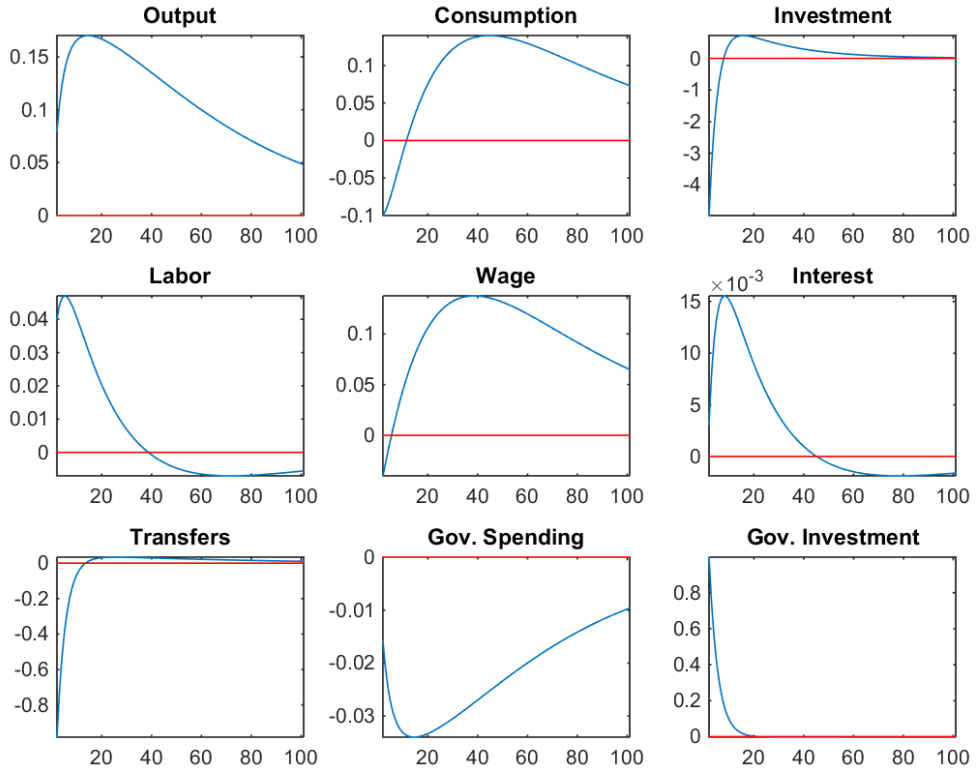 Output
0.15
0.1
0.05
0
20 40 60 80 100
Consumption
0.1
0.05
0
-0.05
-0.1
20 40 60 80 100
Investment
0
-1
-2
-3
-4
20 40 60 80 100
Labor
0.04
0.03
0.02
0.01
0
20 40 60 80 100
Wage
0.1
0.05
0
20 40 60 80 100
Interest
×10-3
15
10
5
0
20 40 60 80 100
Transfers
0
-0.2
-0.4
-0.6
-0.8
20 40 60 80 100
Gov. Spending
0
-0.01
-0.02
-0.03
20 40 60 80 100
Gov. Investment
0.8
0.6
0.4
0.2
0
20 40 60 80 100